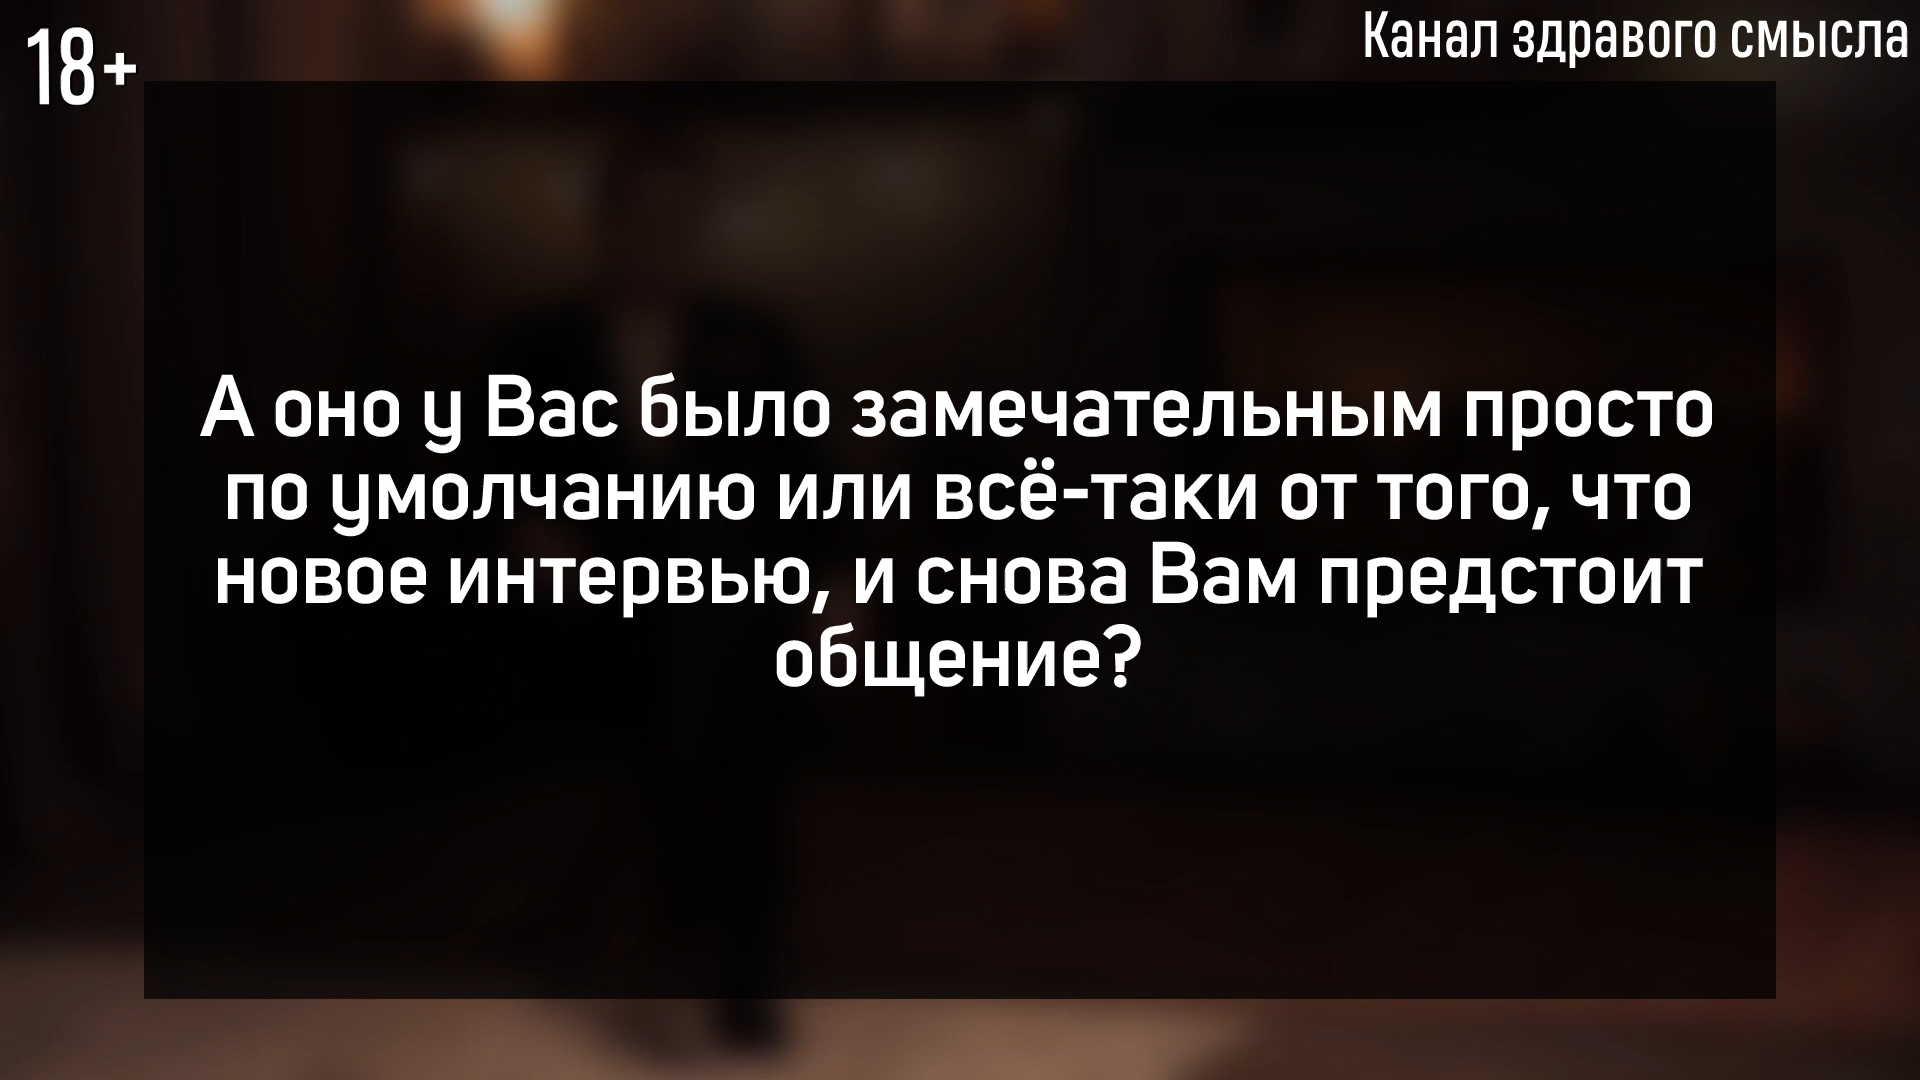 18+
Канал здравого смысла
А оно у Вас было замечательным просто
по умолчанию или всё-таки от того, что
новое интервью, и снова Вам предстоит
общение?